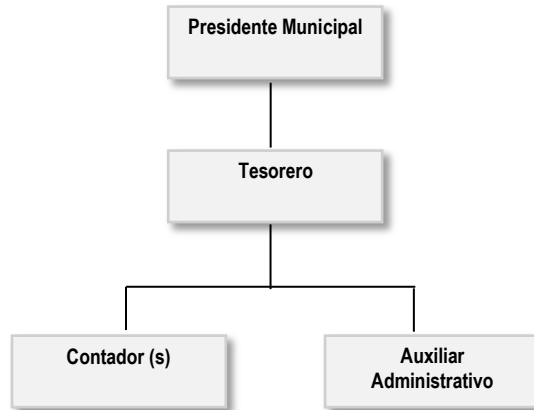 Presidente Municipal
Tesorero
Contador (s)
Auxiliar
Administrativo